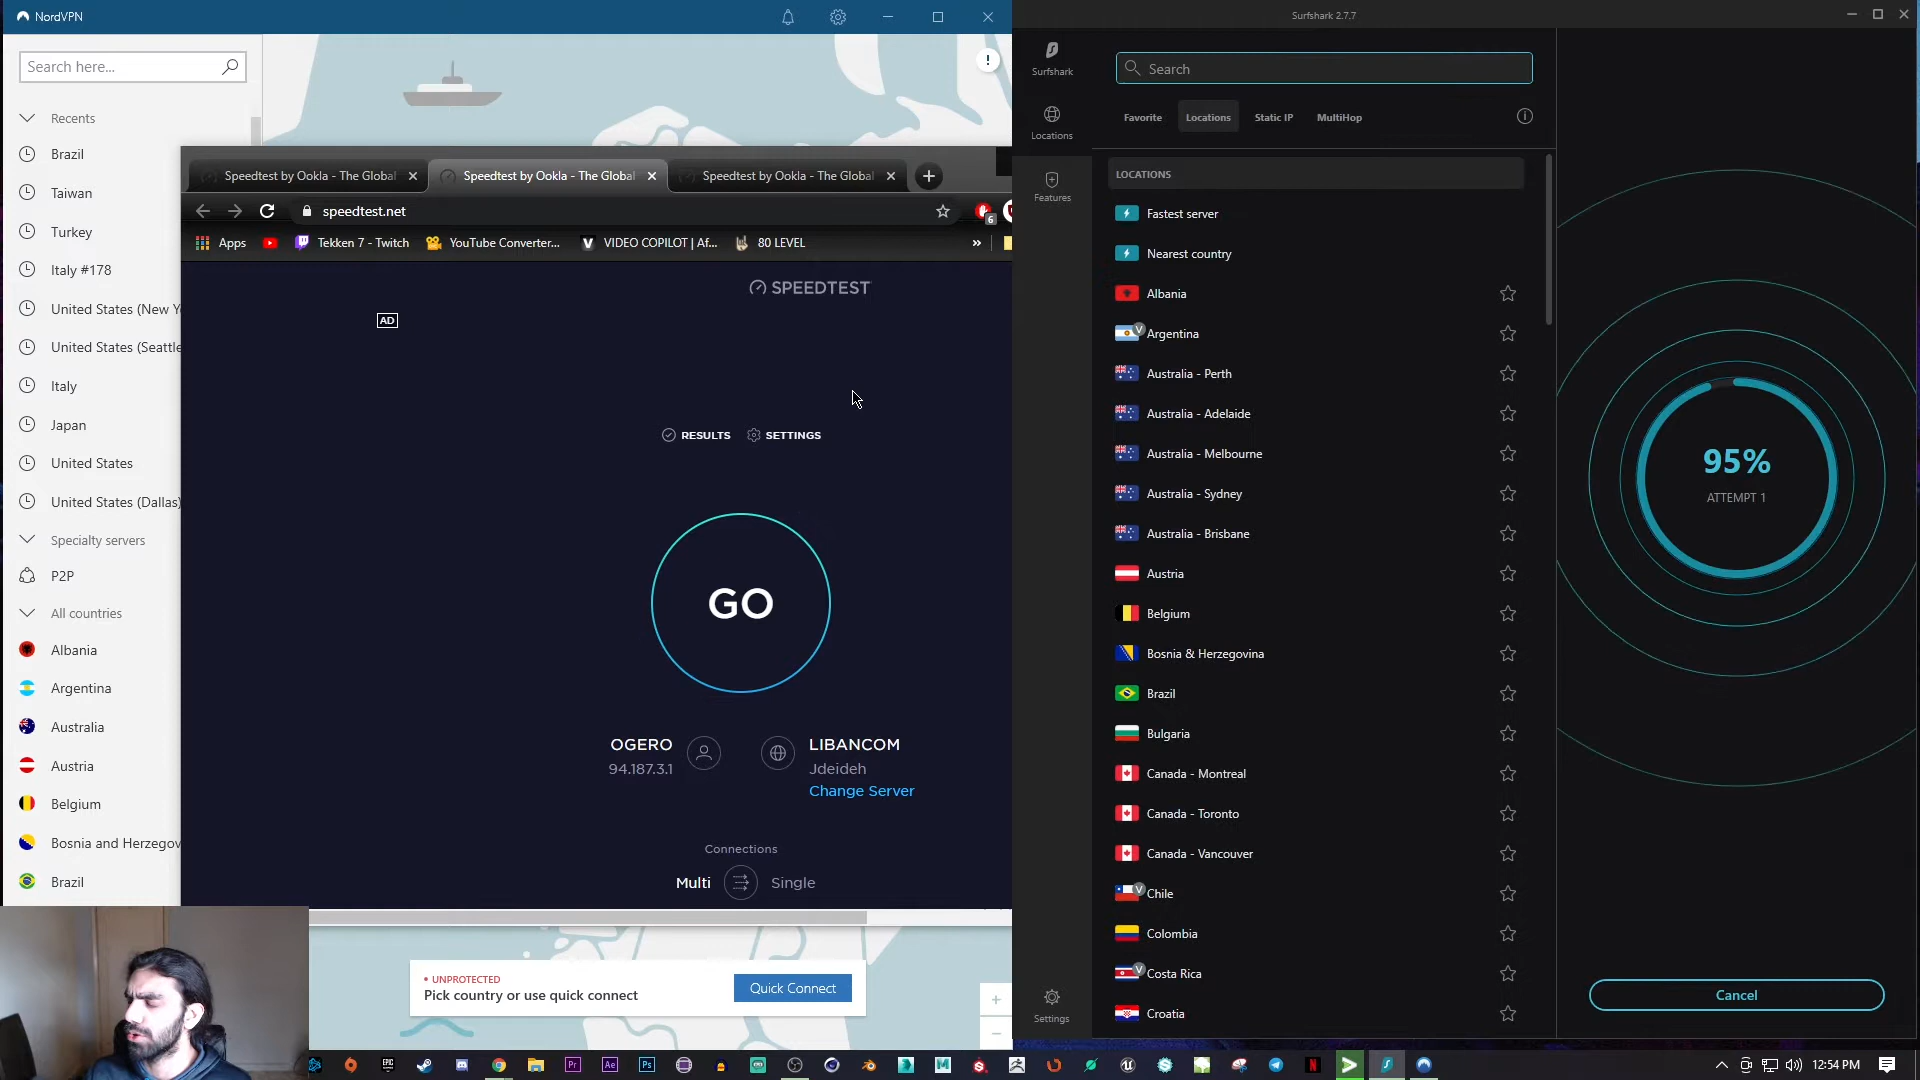 NordVPN
Search here...
Recents
Brazil
Taiwan
Turkey
Italy #178
United States (New Y
United States (Seattle
Italy
Japan
United States
United States (Dallas)
Specialty servers
P2P
All countries
Albania
Argentina
Australia
Austria
Belgium
Bosnia and Herzegov
Brazil
!
Speedtest by Ookla - The Global
Speedtest by Ookla - The Global
Speedtest by Ookla - The Global
speedtest.net
6
Apps
Tekken 7 - Twitch
YouTube Converter...
V
VIDEO COPILOT | Af...
80 LEVEL
»
SPEEDTEST
AD
RESULTS
SETTINGS
GO
OGERO
94.187.3.1
LIBANCOM
Jdeideh
Change Server
Connections
Multi
Single
UNPROTECTED
Pick country or use quick connect
Quick Connect
Surfshark 2.7.7
Surfshark
Locations
Features
Settings
Search
Favorite
Locations
Static IP
MultiHop
LOCATIONS
Fastest server
Nearest country
Albania
V
Argentina
Australia - Perth
Australia - Adelaide
Australia - Melbourne
Australia - Sydney
Australia - Brisbane
Austria
Belgium
Bosnia & Herzegovina
Brazil
Bulgaria
Canada - Montreal
Canada - Toronto
Canada - Vancouver
V
Chile
Colombia
V
Costa Rica
Croatia
95%
ATTEMPT 1
Cancel
EPIC
Pr
Ae
Ps
M
N
12:54 PM